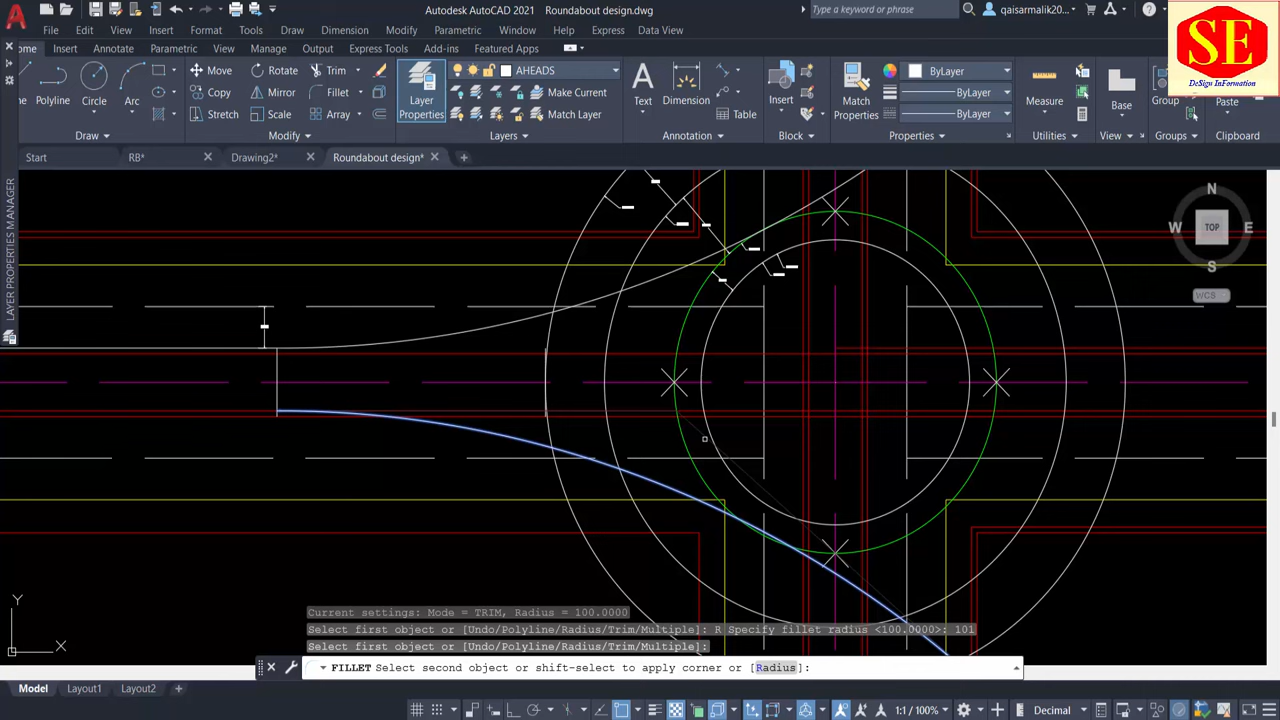 Autodesk AutoCAD 2021 Roundabout design.dwg
Type a keyword or phrase
qaisarmalik20...
File Edit View Insert Format Tools Draw Dimension Modify Parametric Window Help Express Data View
ome Insert Annotate Parametric View Manage Output Express Tools Add-ins Featured Apps
SE
DeSign InFormation
Polyline
Circle
Arc
Move Rotate Trim
Copy Mirror Fillet
Stretch Scale Array
Layer
Properties
AHEADS
Make Current
Match Layer
Text
Dimension
Table
Insert
Match
Properties
ByLayer
ByLayer
ByLayer
Measure
Base
Group
Paste
Draw Modify Layers Annotation Block Properties Utilities View Groups Clipboard
Start RB* Drawing2* Roundabout design*
LAYER PROPERTIES MANAGER
N
W TOP E
S
WCS
Y
X
Current settings: Mode = TRIM, Radius = 100.0000
Select first object or [Undo/Polyline/Radius/Trim/Multiple]: R Specify fillet radius <100.0000>: 101
Select first object or [Undo/Polyline/Radius/Trim/Multiple]:
FILLET Select second object or shift-select to apply corner or [Radius]:
Model Layout1 Layout2
1:1 / 100% Decimal